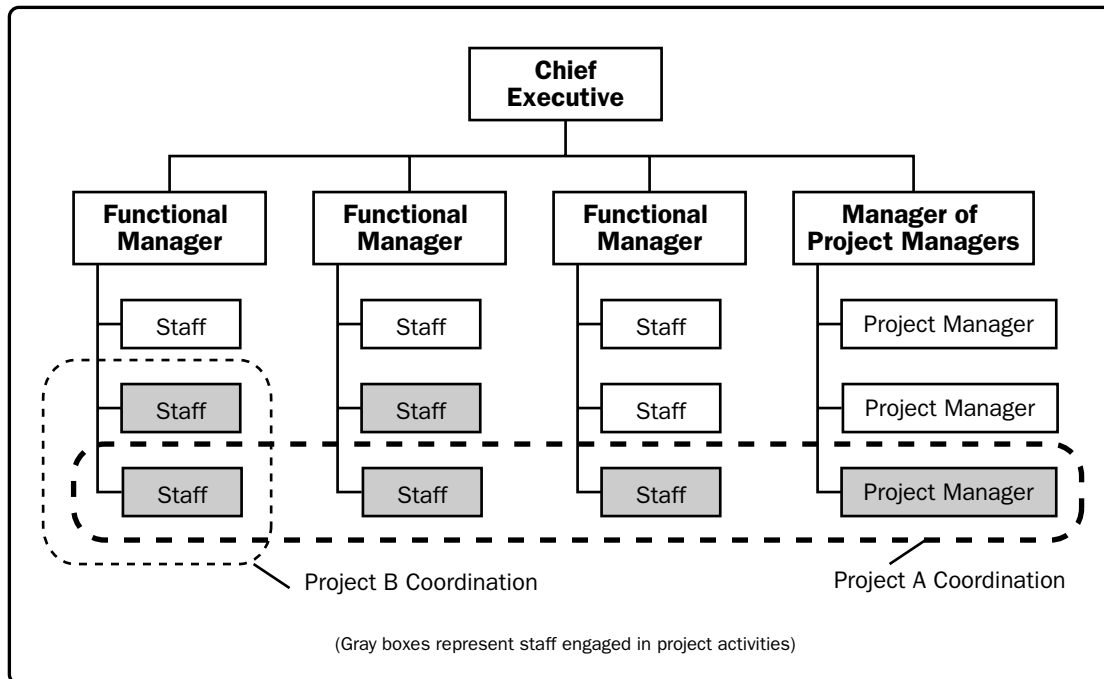 Chief
Executive
Functional
Manager
Functional
Manager
Functional
Manager
Manager of
Project Managers
Staff
Staff
Staff
Project Manager
Staff
Staff
Staff
Project Manager
Staff
Staff
Staff
Project Manager
Project B Coordination
Project A Coordination
(Gray boxes represent staff engaged in project activities)